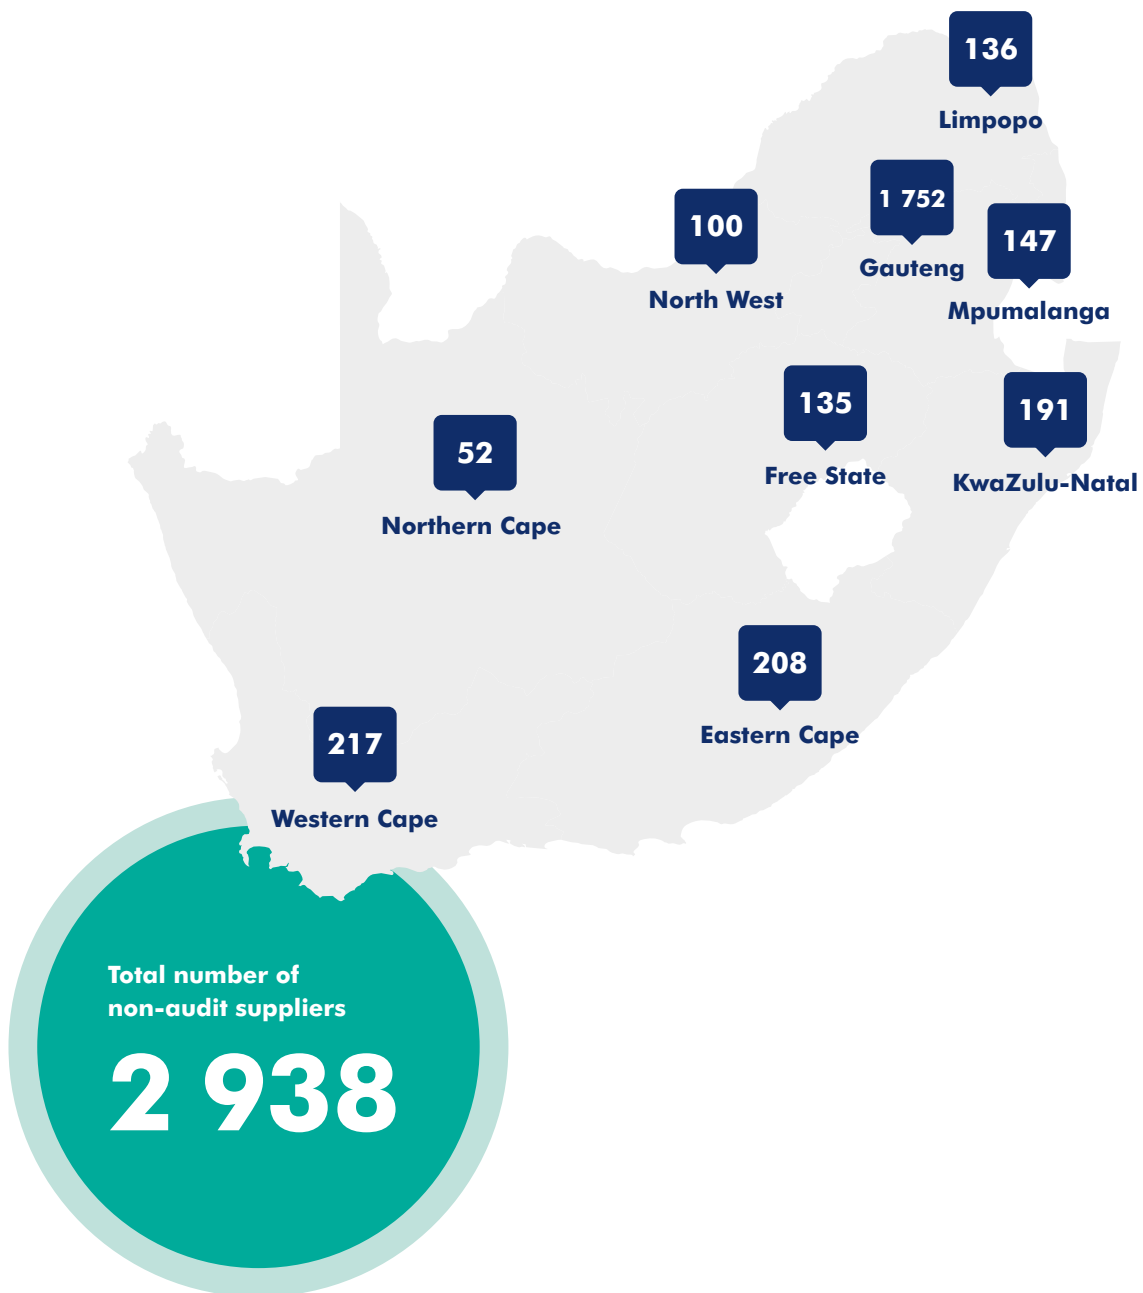 136
Limpopo
1 752
Gauteng
100
North West
147
Mpumalanga
135
Free State
191
KwaZulu-Natal
52
Northern Cape
208
Eastern Cape
217
Western Cape
Total number of
non-audit suppliers
2 938